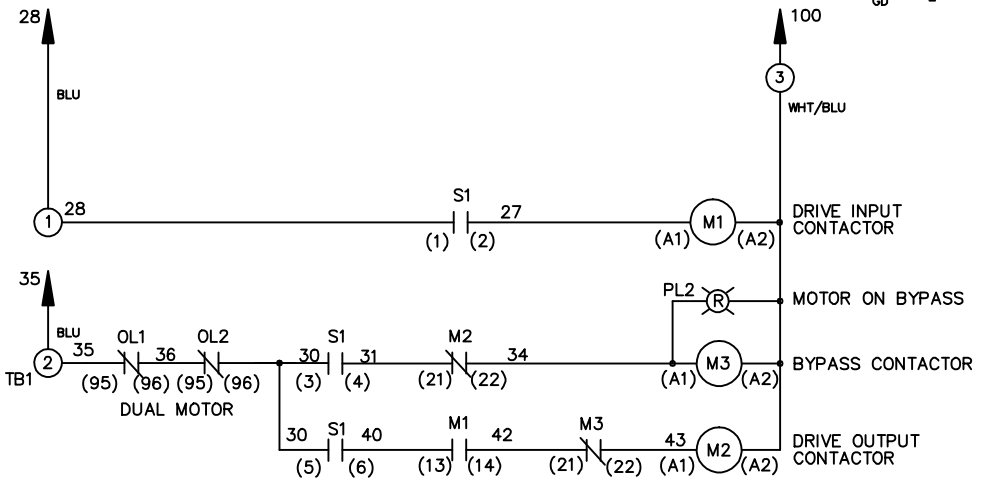 GD
28
100
3
BLU
WHT/BLU
S1
1
28
27
M1
DRIVE INPUT
CONTACTOR
(1)
(2)
(A1)
(A2)
35
PL2
R
MOTOR ON BYPASS
BLU
35
OL1
36
OL2
30
S1
31
M2
34
2
M3
BYPASS CONTACTOR
TB1
(95)
(96)
(95)
(96)
(3)
(4)
(21)
(22)
(A1)
(A2)
DUAL MOTOR
30
S1
40
M1
42
M3
43
M2
DRIVE OUTPUT
CONTACTOR
(5)
(6)
(13)
(14)
(21)
(22)
(A1)
(A2)